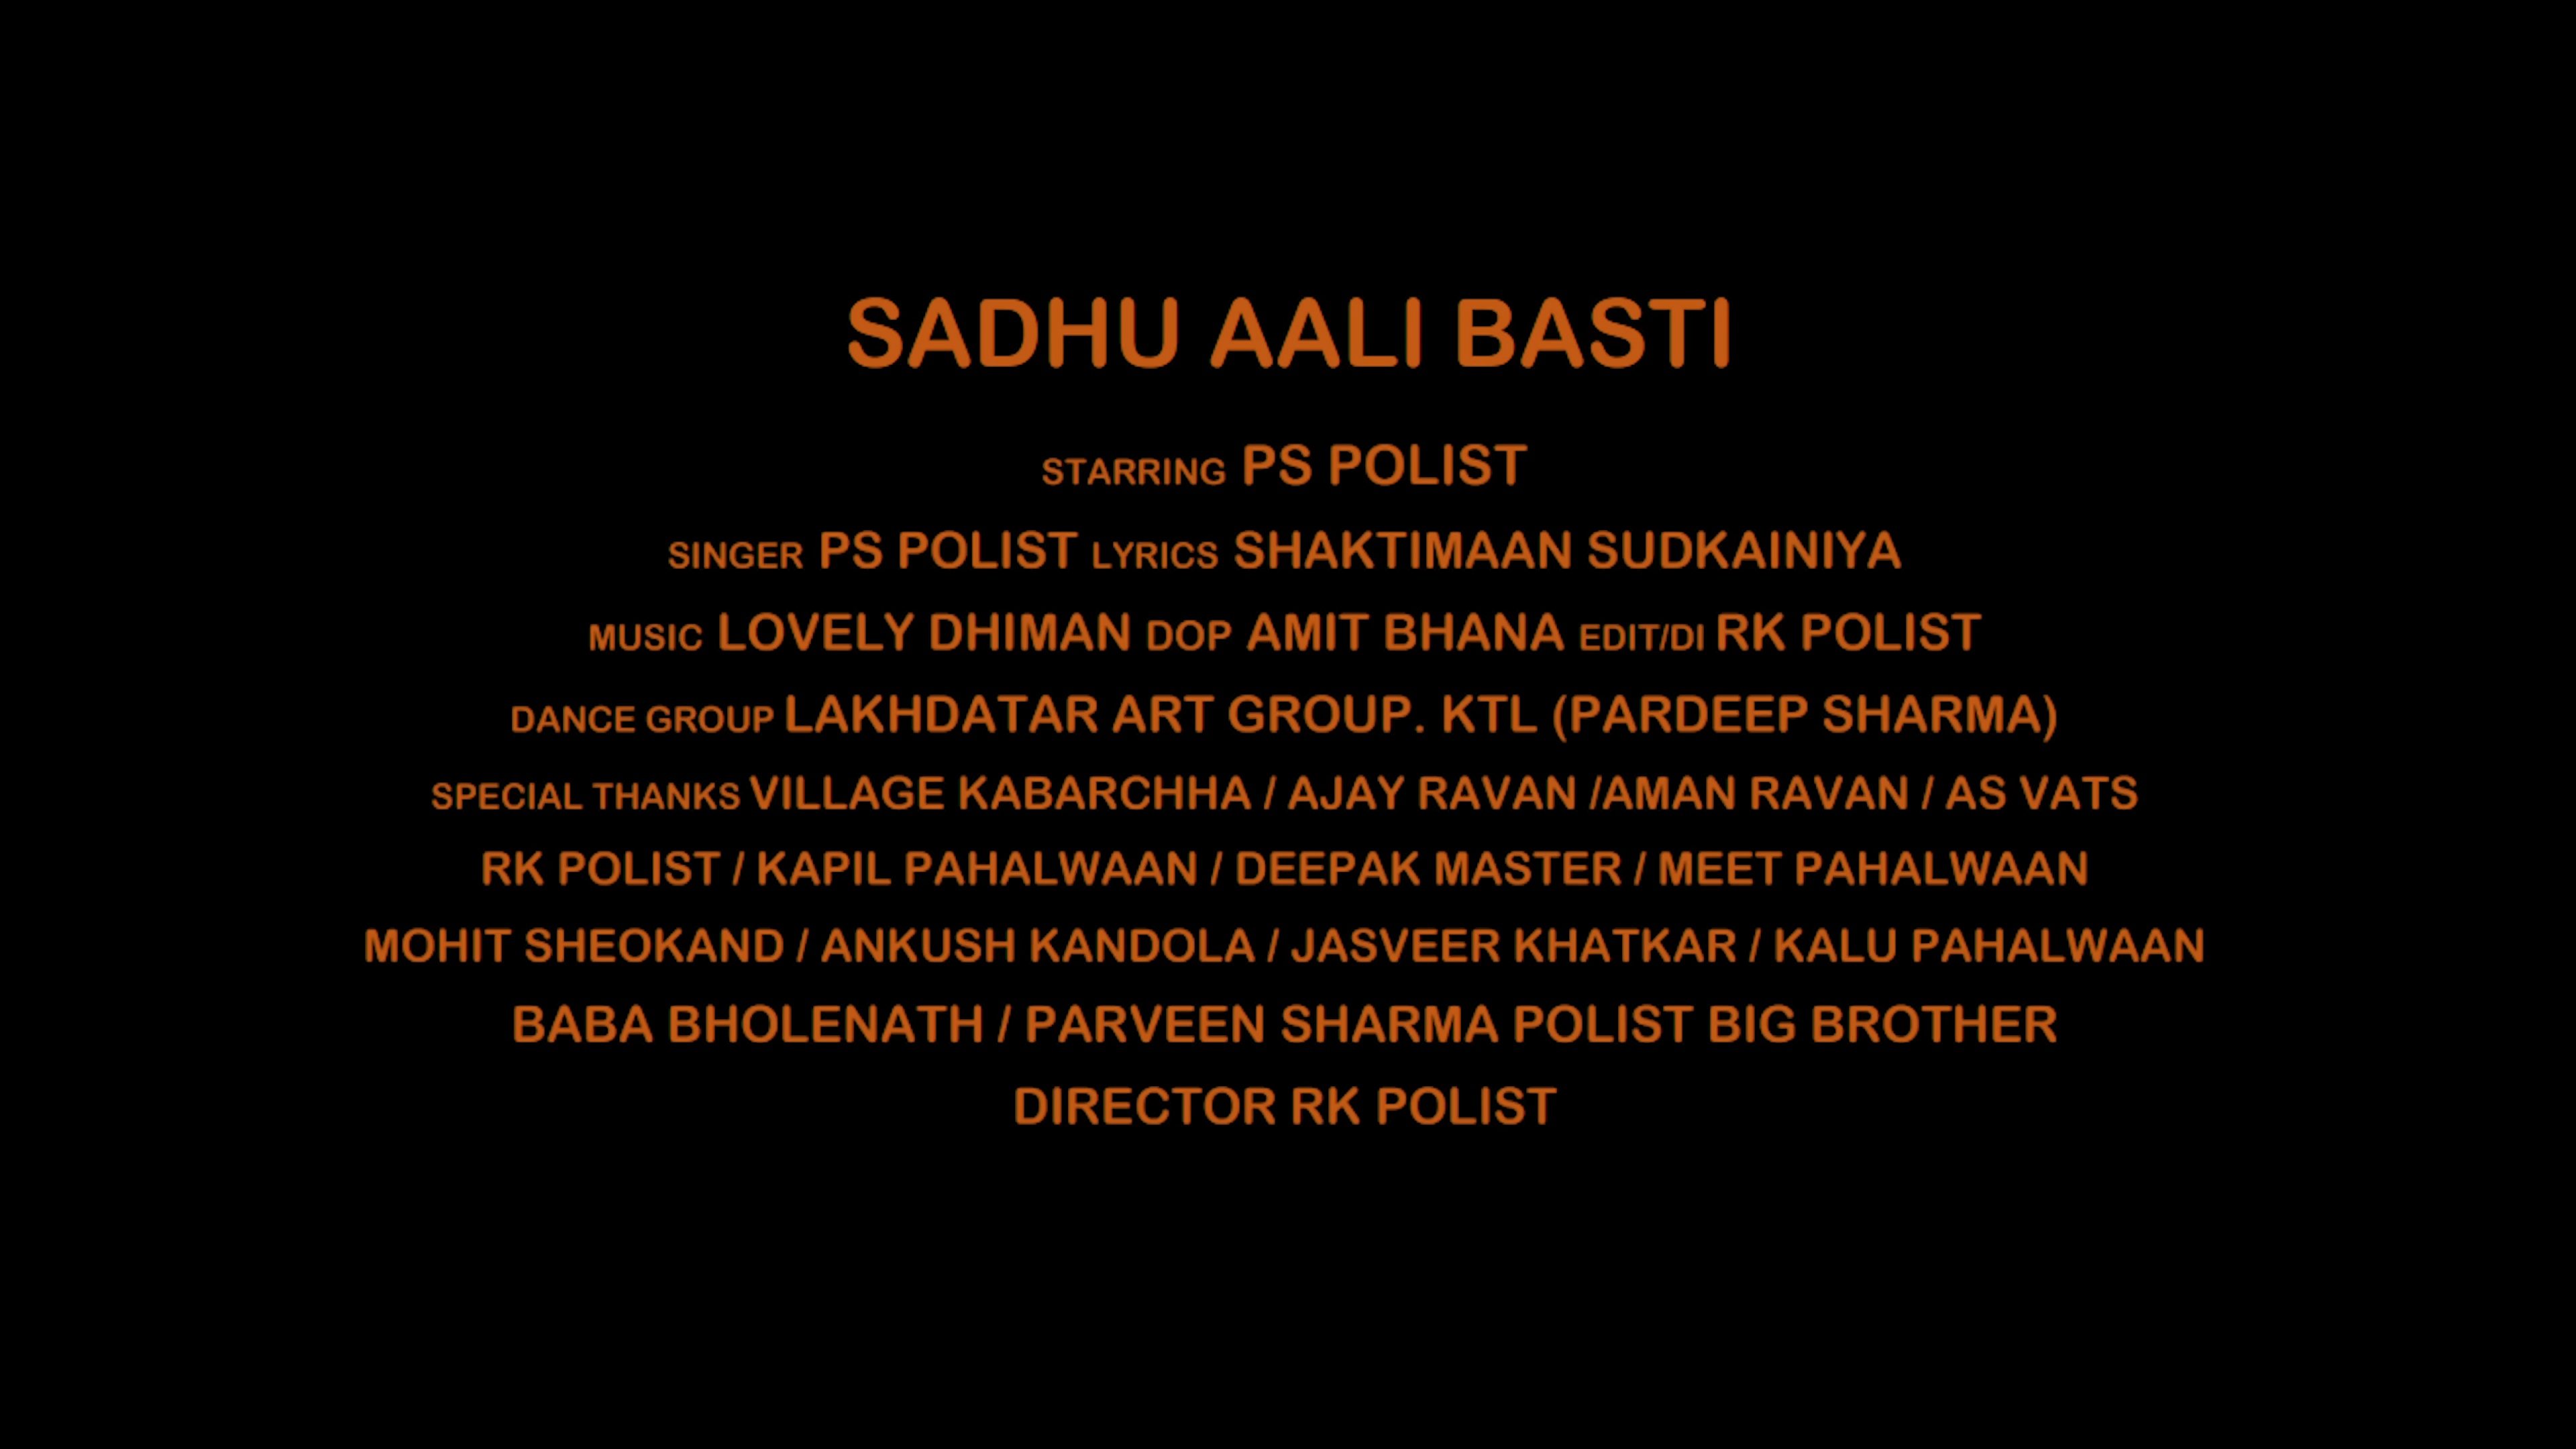 SADHU AALI BASTI
STARRING PS POLIST
SINGER PS POLIST LYRICS SHAKTIMAAN SUDKAINIYA
MUSIC LOVELY DHIMAN DOP AMIT BHANA EDIT/DI RK POLIST
DANCE GROUP LAKHDATAR ART GROUP. KTL (PARDEEP SHARMA)
SPECIAL THANKS VILLAGE KABARCHHA / AJAY RAVAN /AMAN RAVAN / AS VATS
RK POLIST / KAPIL PAHALWAAN / DEEPAK MASTER / MEET PAHALWAAN
MOHIT SHEOKAND / ANKUSH KANDOLA / JASVEER KHATKAR / KALU PAHALWAAN
BABA BHOLENATH / PARVEEN SHARMA POLIST BIG BROTHER
DIRECTOR RK POLIST